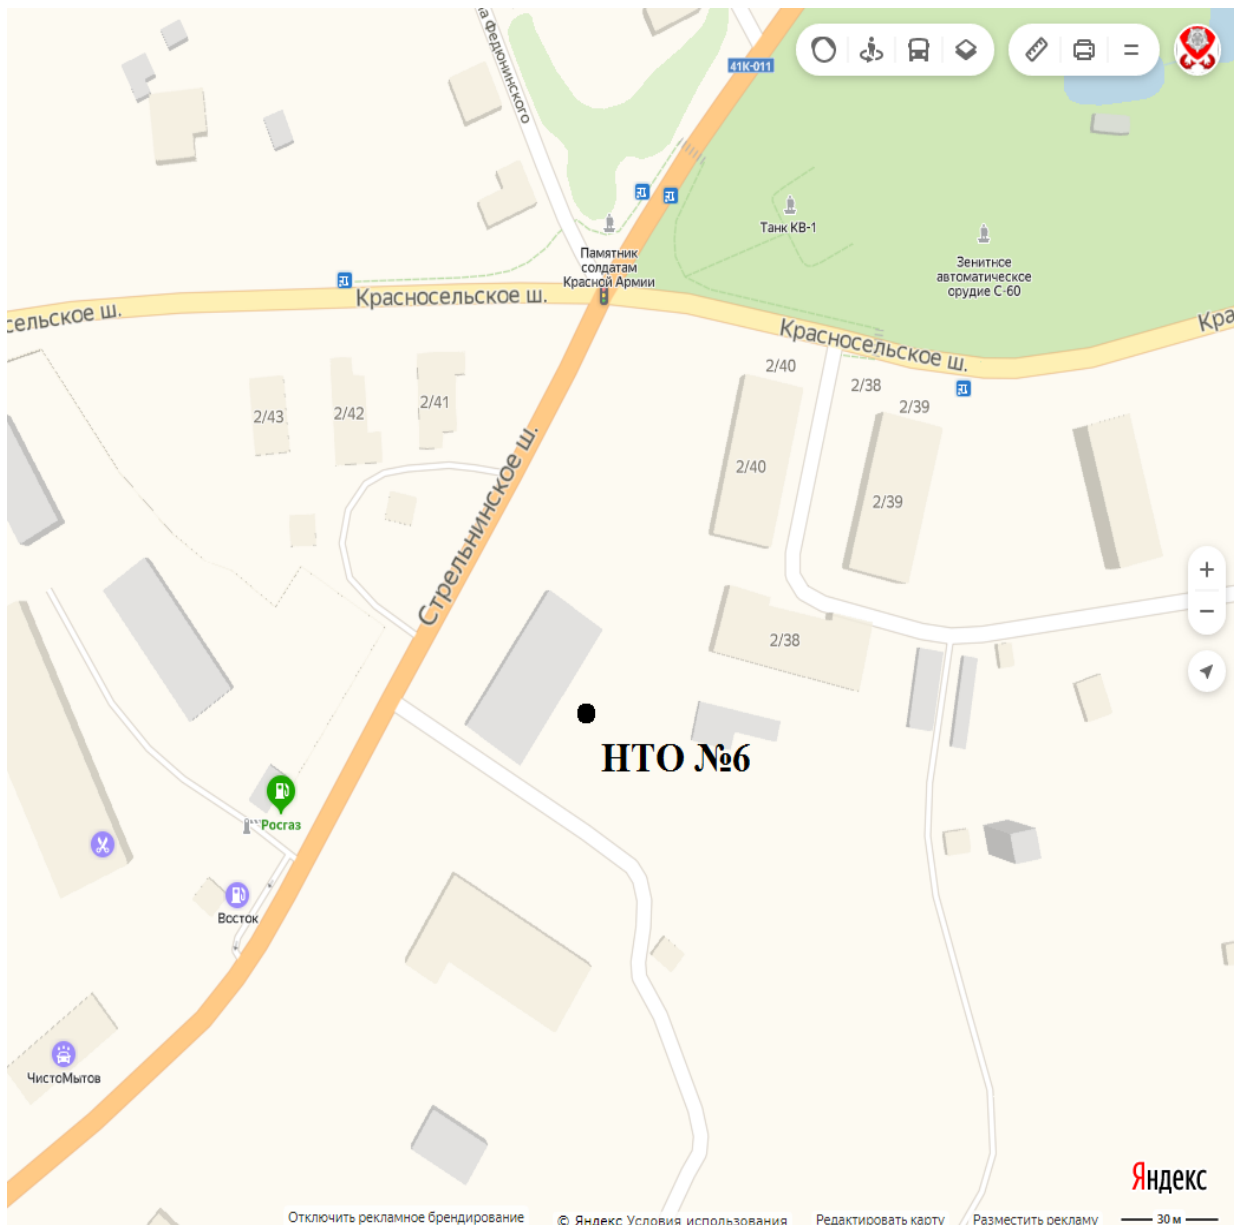 на Федюнинского
41К-011
Танк КВ-1
Зенитное
автоматическсе
орудие С-60
Памятник
солдатам
Красной Армии
сельское ш.
Красносельское ш.
Красносельское ш.
Кра
2/40
2/38
2/39
2/43
2/42
2/41
2/40
2/39
Стрельнинское ш.
2/38
НТО №6
Росгаз
Восток
ЧистоМытов
Яндекс
Отключить рекламное брендирование
© Яндекс Условия использования
Редактировать карту
Разместить рекламу
30 м